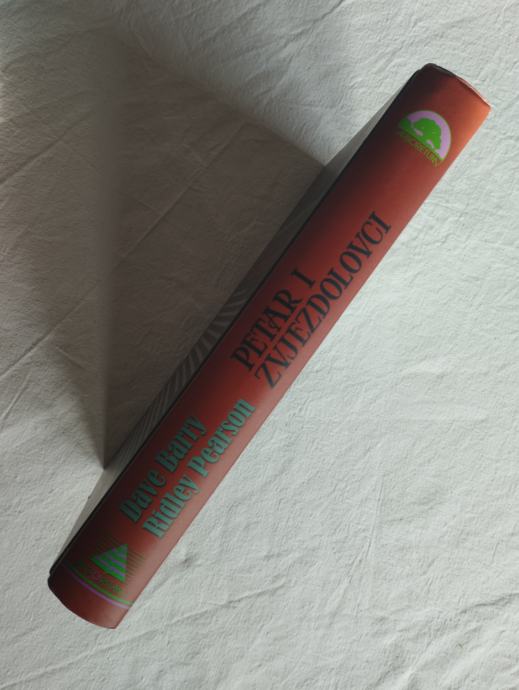 Dave Barry
Ridley Pearson
PETAR I
ZVJEZDOLOVCI